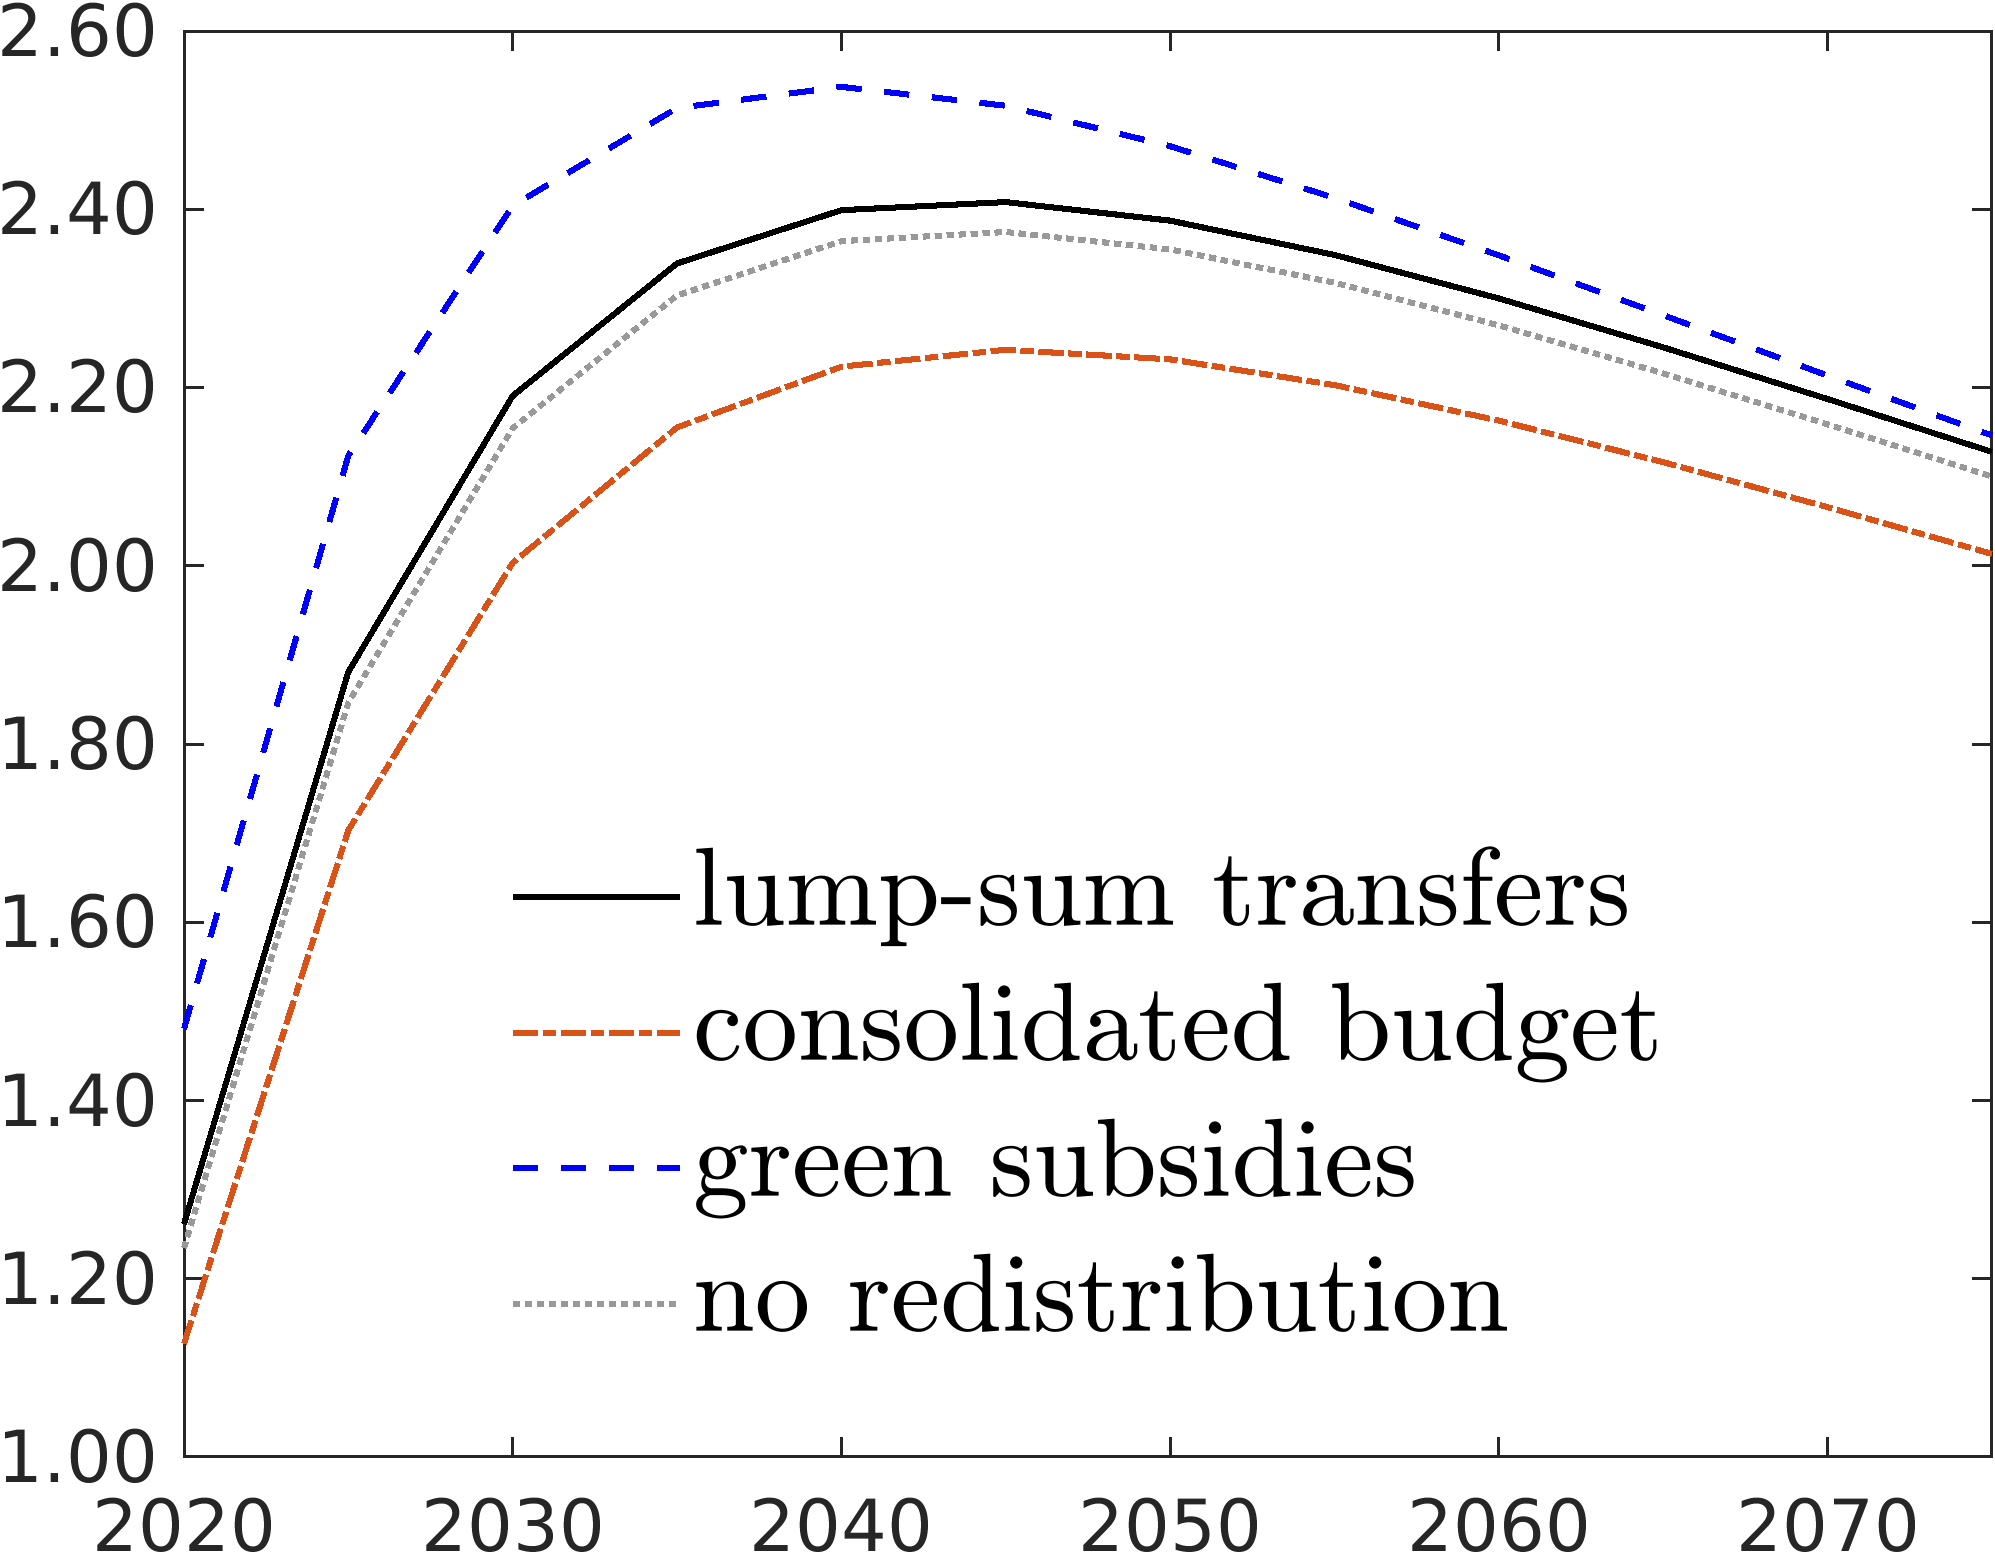 2.60
2.40
2.20
2.00
1.80
1.60
1.40
1.20
1.00
lump-sum transfers
consolidated budget
green subsidies
no redistribution
2020 2030 2040 2050 2060 2070